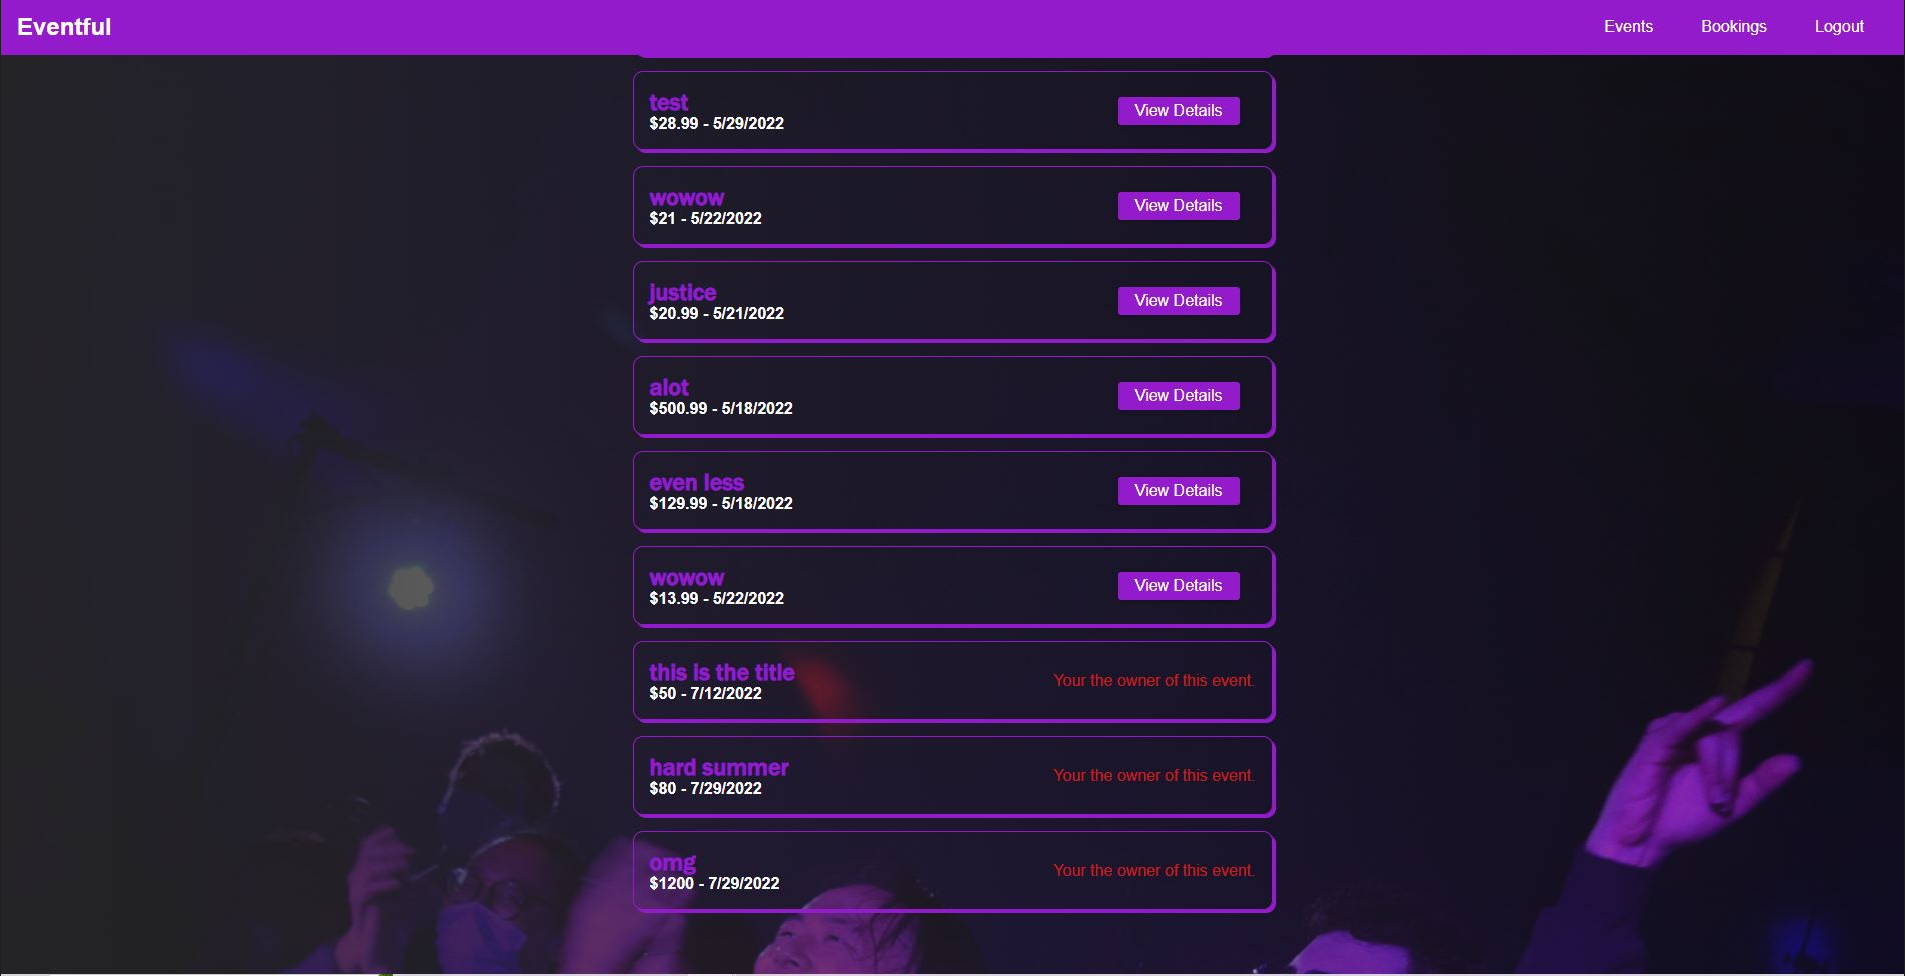 Eventful
Events Bookings Logout
test
$28.99 - 5/29/2022
View Details
wowow
$21 - 5/22/2022
View Details
justice
$20.99 - 5/21/2022
View Details
alot
$500.99 - 5/18/2022
View Details
even less
$129.99 - 5/18/2022
View Details
wowow
$13.99 - 5/22/2022
View Details
this is the title
$50 - 7/12/2022
Your the owner of this event.
hard summer
$80 - 7/29/2022
Your the owner of this event.
omg
$1200 - 7/29/2022
Your the owner of this event.